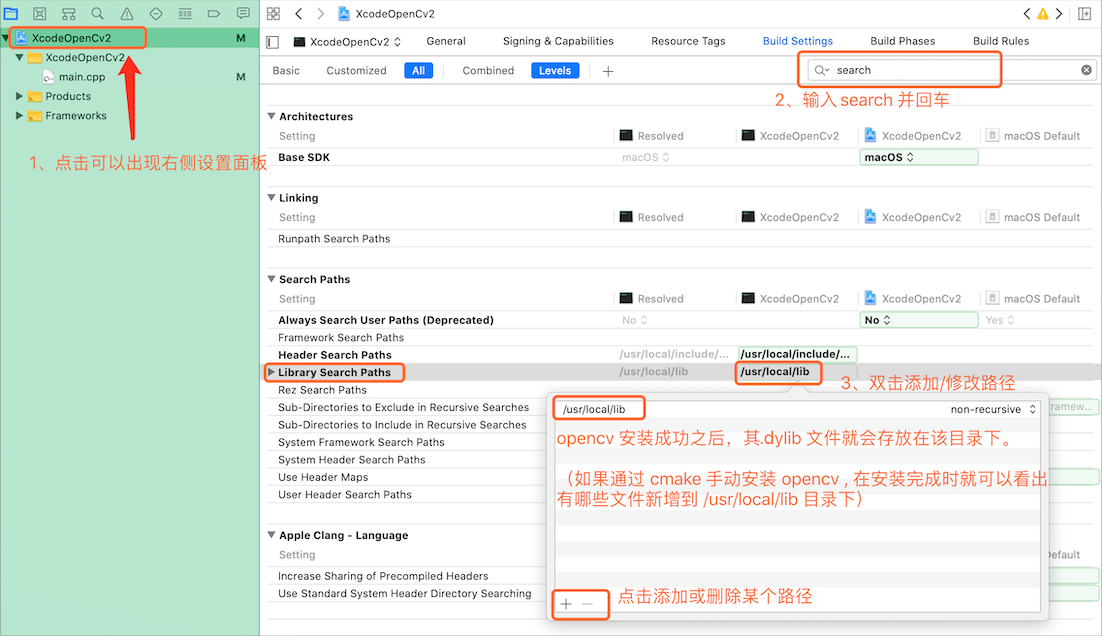 XcodeOpenCv2
XcodeOpenCv2 M
XcodeOpenCv2
main.cpp M
Products
Frameworks
1、点击可以出现右侧设置面板
XcodeOpenCv2 General Signing & Capabilities Resource Tags Build Settings Build Phases Build Rules
Basic Customized All Combined Levels + search
2、输入 search 并回车
Architectures
Setting Resolved XcodeOpenCv2 XcodeOpenCv2 macOS Default
Base SDK macOS macOS
Linking
Setting Resolved XcodeOpenCv2 XcodeOpenCv2 macOS Default
Runpath Search Paths
Search Paths
Setting Resolved XcodeOpenCv2 XcodeOpenCv2 macOS Default
Always Search User Paths (Deprecated) No No Yes
Framework Search Paths
Header Search Paths /usr/local/include/... /usr/local/include/...
Library Search Paths /usr/local/lib /usr/local/lib
3、双击添加/修改路径
Rez Search Paths
Sub-Directories to Exclude in Recursive Searches
Sub-Directories to Include in Recursive Searches
System Framework Search Paths
System Header Search Paths
Use Header Maps
User Header Search Paths
/usr/local/lib non-recursive
opencv 安装成功之后，其.dylib 文件就会存放在该目录下。
（如果通过 cmake 手动安装 opencv , 在安装完成时就可以看出
有哪些文件新增到 /usr/local/lib 目录下）
Apple Clang - Language
Setting
Increase Sharing of Precompiled Headers
Use Standard System Header Directory Searching
+ −
点击添加或删除某个路径